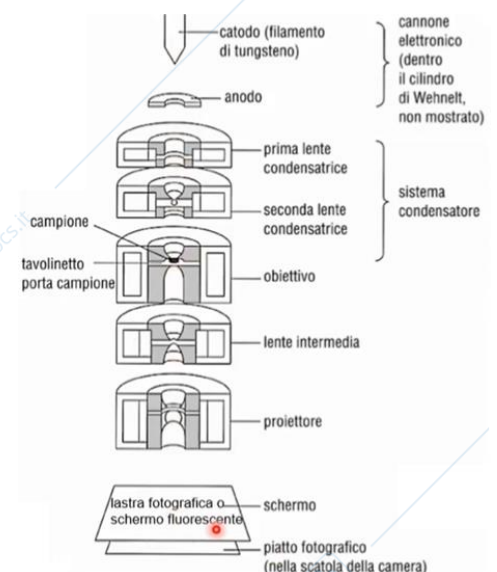 catodo (filamento
di tungsteno)
cannone
elettronico
(dentro
il cilindro
di Wehnelt,
non mostrato)
anodo
prima lente
condensatrice
sistema
condensatore
seconda lente
condensatrice
campione
tavolinetto
porta campione
obiettivo
lente intermedia
proiettore
lastra fotografica o
schermo fluorescente
schermo
piatto fotografico
(nella scatola della camera)